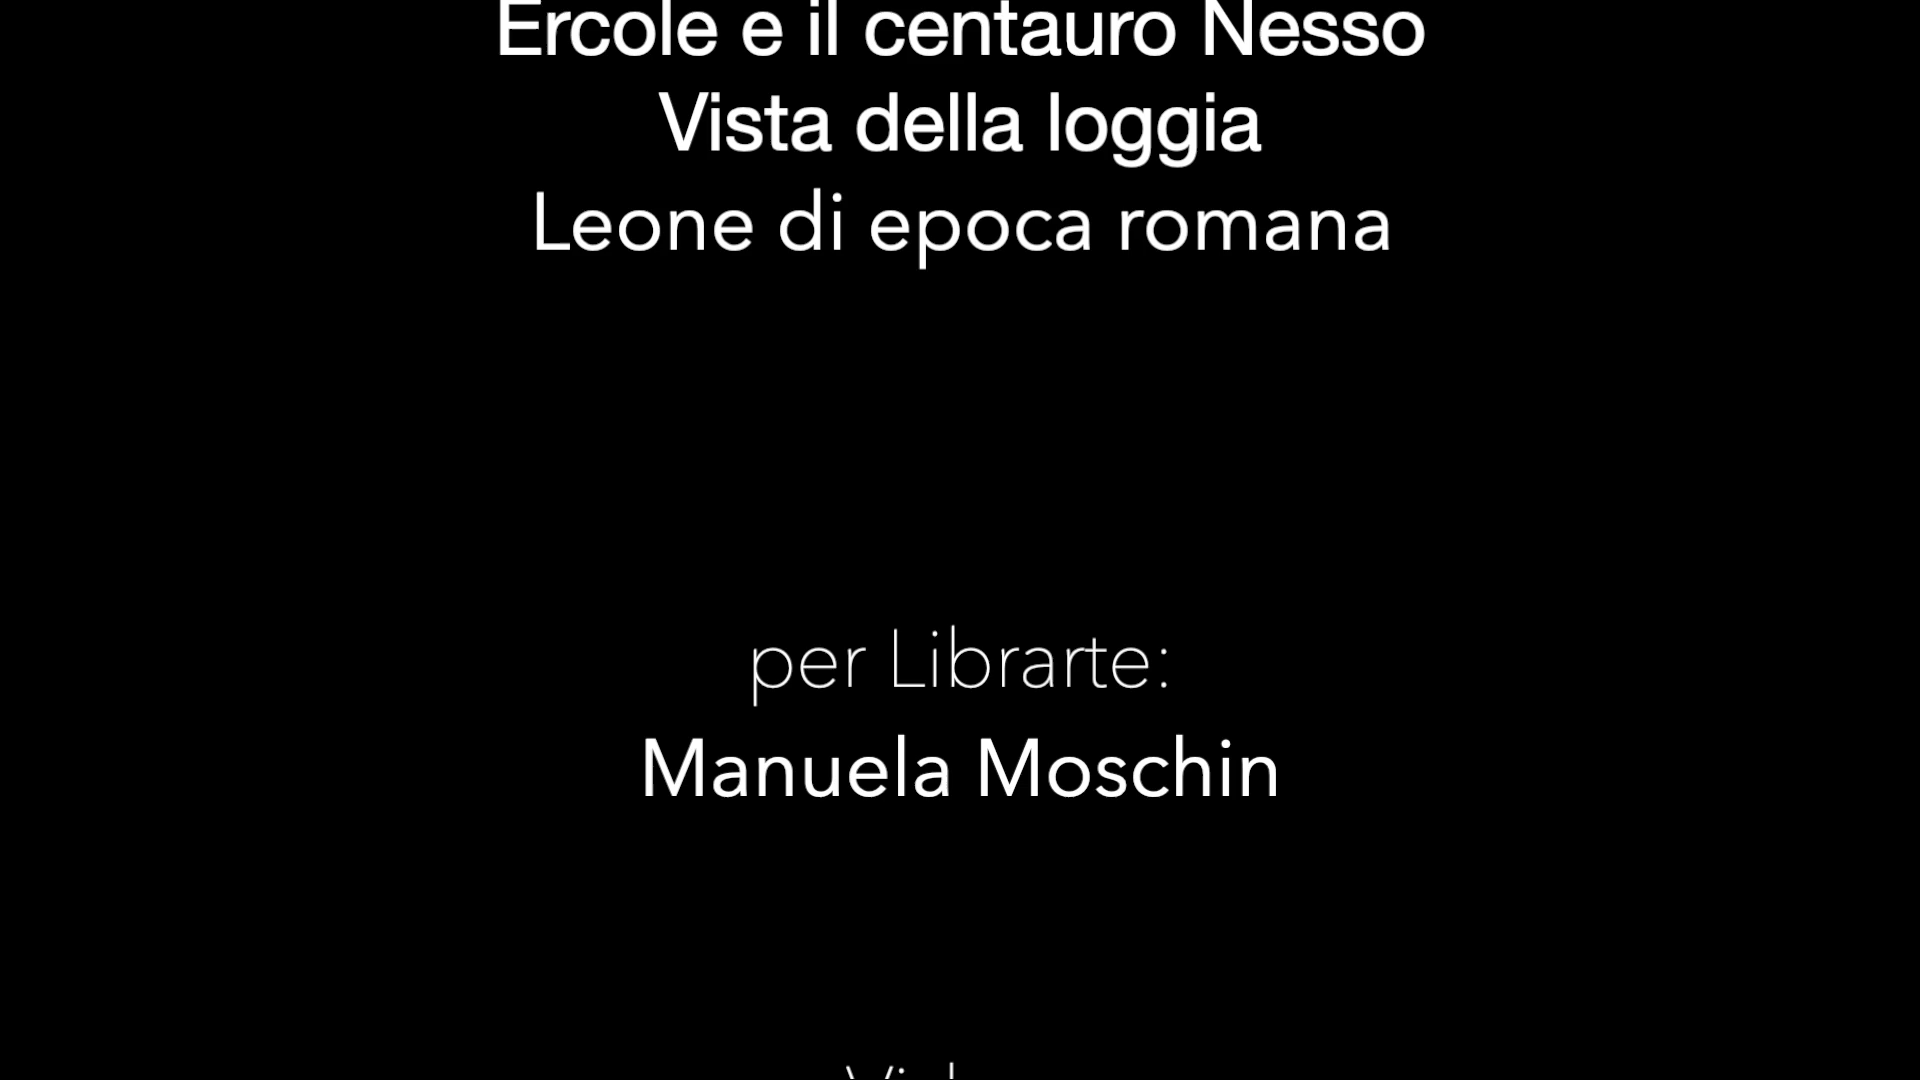 Ercole e il centauro Nesso
Vista della loggia
Leone di epoca romana
per Librarte:
Manuela Moschin